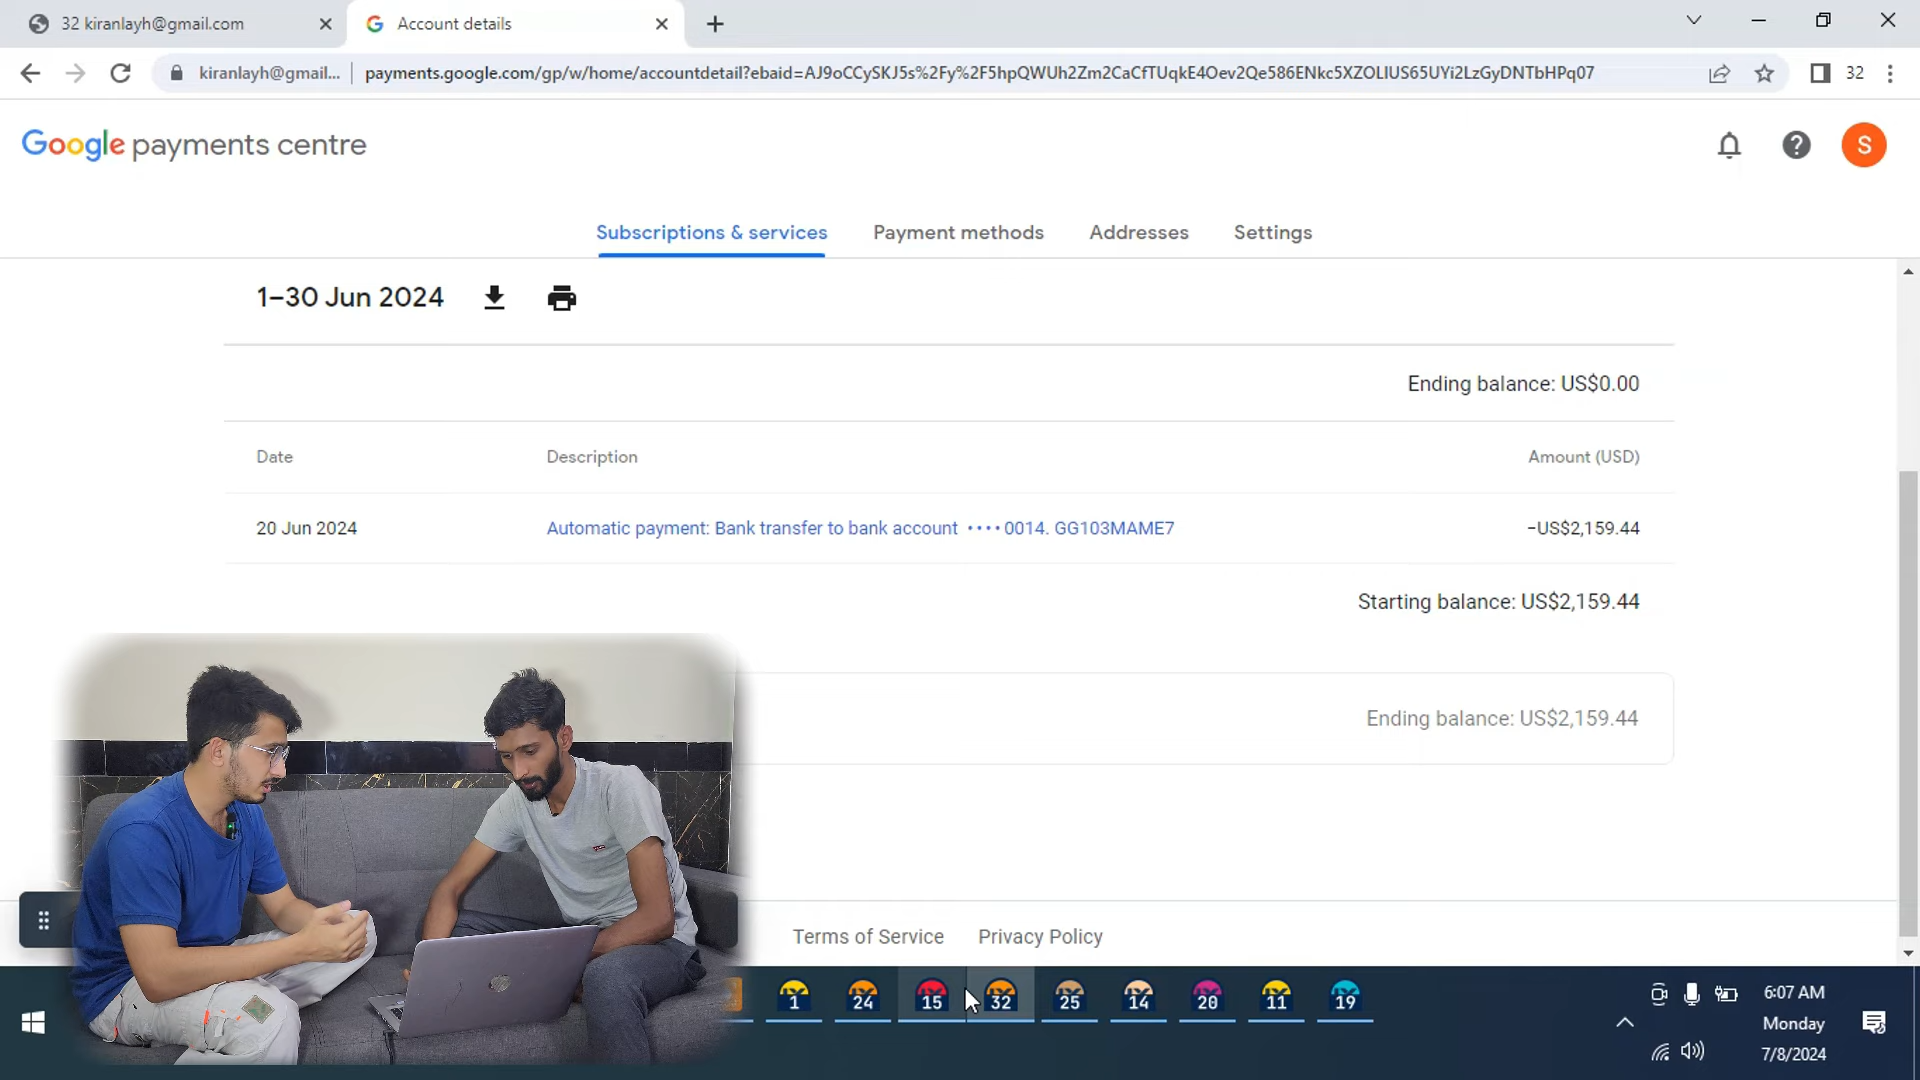 32 kiranlayh@gmail.com
Account details
kiranlayh@gmail...
payments.google.com/gp/w/home/accountdetail?ebaid=AJ9oCCySKJ5s%2Fy%2F5hpQWUh2Zm2CaCfTUqkE4Oev2Qe586ENkc5XZOLlUS65UYi2LzGyDNTbHPq07
32
Google payments centre
S
Subscriptions & services
Payment methods
Addresses
Settings
1–30 Jun 2024
Ending balance: US$0.00
Date
Description
Amount (USD)
20 Jun 2024
Automatic payment: Bank transfer to bank account •••• 0014. GG103MAME7
−US$2,159.44
Starting balance: US$2,159.44
Ending balance: US$2,159.44
Terms of Service
Privacy Policy
1
24
15
32
25
14
20
11
19
6:07 AM
Monday
7/8/2024